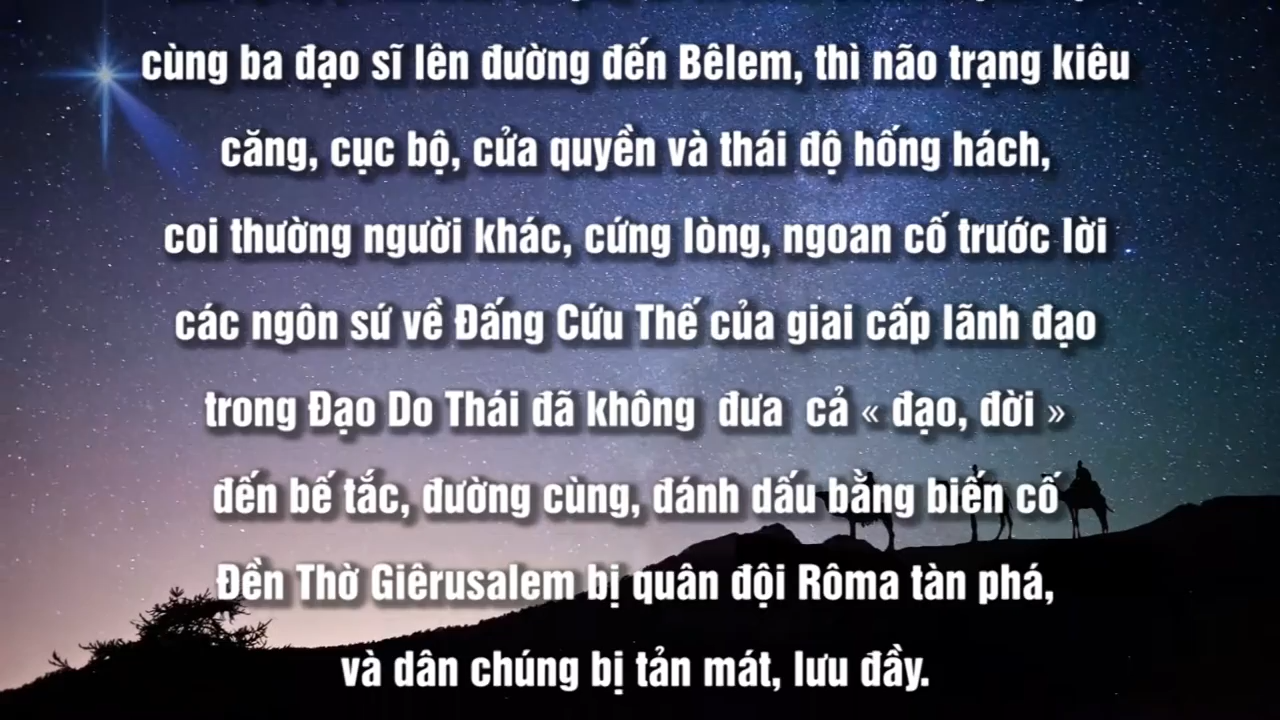 cùng ba đạo sĩ lên đường đến Bêlem, thì não trạng kiêu
căng, cục bộ, cửa quyền và thái độ hống hách,
coi thường người khác, cứng lòng, ngoan cố trước lời
các ngôn sứ về Đấng Cứu Thế của giai cấp lãnh đạo
trong Đạo Do Thái đã không đưa cả « đạo, đời »
đến bế tắc, đường cùng, đánh dấu bằng biến cố
Đền Thờ Giêrusalem bị quân đội Rôma tàn phá,
và dân chúng bị tản mát, lưu đầy.